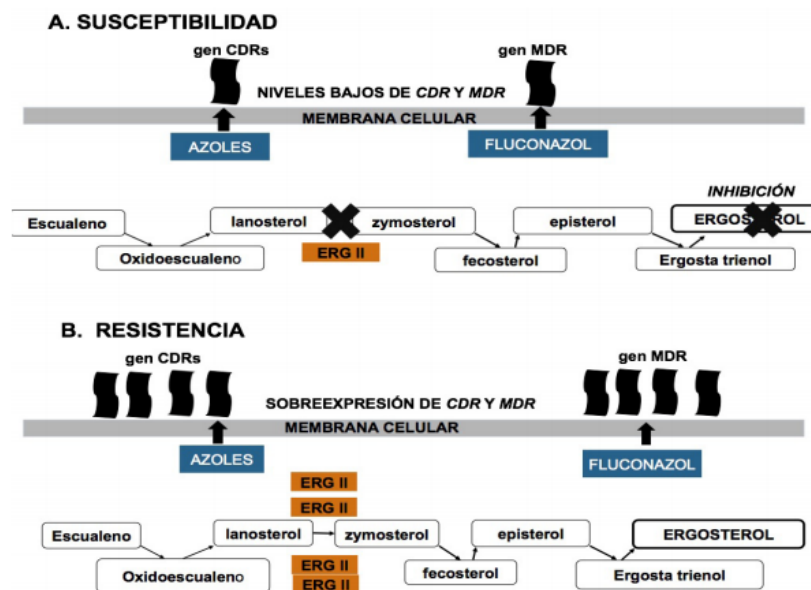 A. SUSCEPTIBILIDAD
gen CDRs
gen MDR
NIVELES BAJOS DE CDR Y MDR
MEMBRANA CELULAR
AZOLES
FLUCONAZOL
INHIBICIÓN
Escualeno
lanosterol
zymosterol
episterol
ERGOSTEROL
Oxidoescualeno
ERG II
fecosterol
Ergosta trienol
B. RESISTENCIA
gen CDRs
gen MDR
SOBREEXPRESIÓN DE CDR Y MDR
MEMBRANA CELULAR
AZOLES
FLUCONAZOL
ERG II
ERG II
Escualeno
lanosterol
zymosterol
episterol
ERGOSTEROL
Oxidoescualeno
ERG II
ERG II
fecosterol
Ergosta trienol